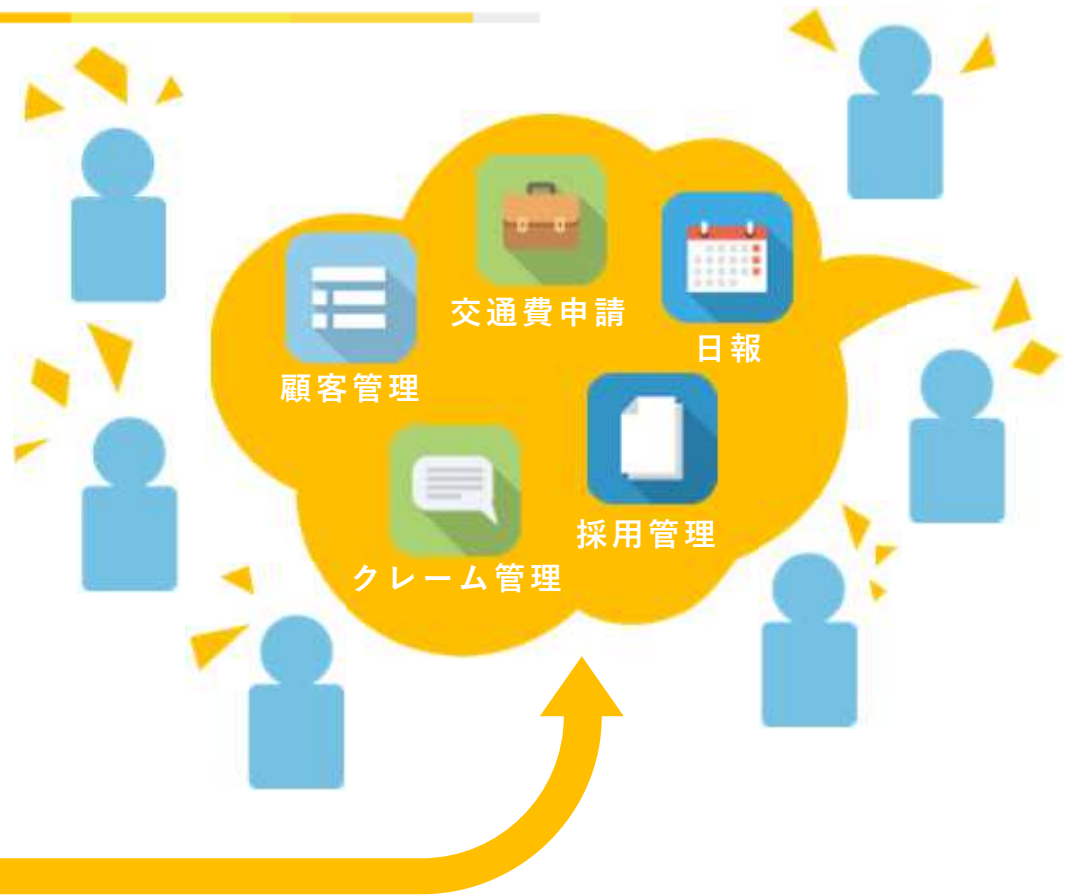 交通費申請
日報
顧客管理
採用管理
クレーム管理